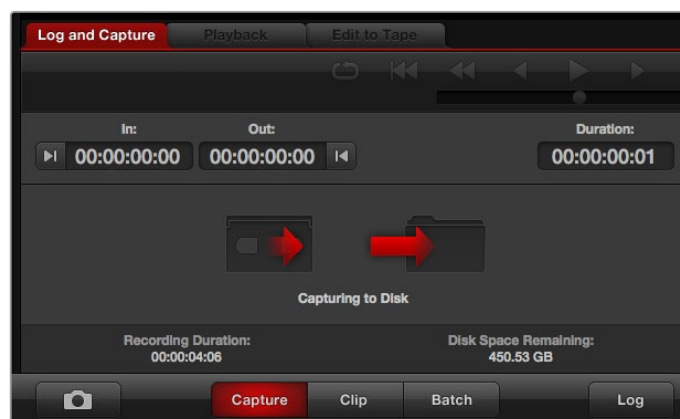 Log and Capture Playback Edit to Tape
In: Out: Duration:
00:00:00:00 00:00:00:00 00:00:00:01
Capturing to Disk
Recording Duration: Disk Space Remaining:
00:00:04:06 450.53 GB
Capture Clip Batch Log